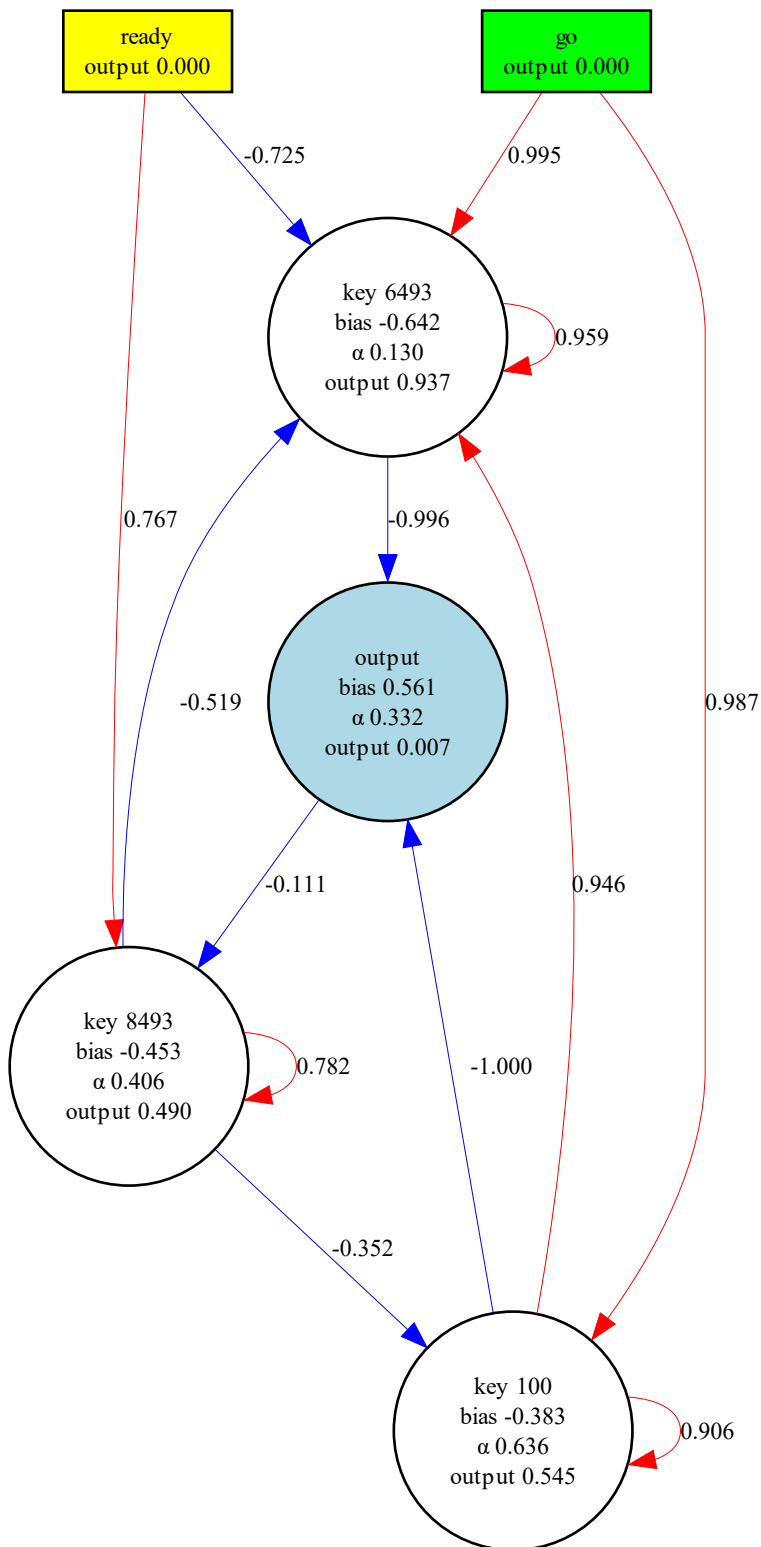 ready
output 0.000
go
output 0.000
-0.725
0.995
key 6493
bias -0.642
α 0.130
output 0.937
0.959
0.767
-0.996
-0.519
output
bias 0.561
α 0.332
output 0.007
0.987
-0.111
0.946
key 8493
bias -0.453
α 0.406
output 0.490
0.782
-1.000
-0.352
key 100
bias -0.383
α 0.636
output 0.545
0.906